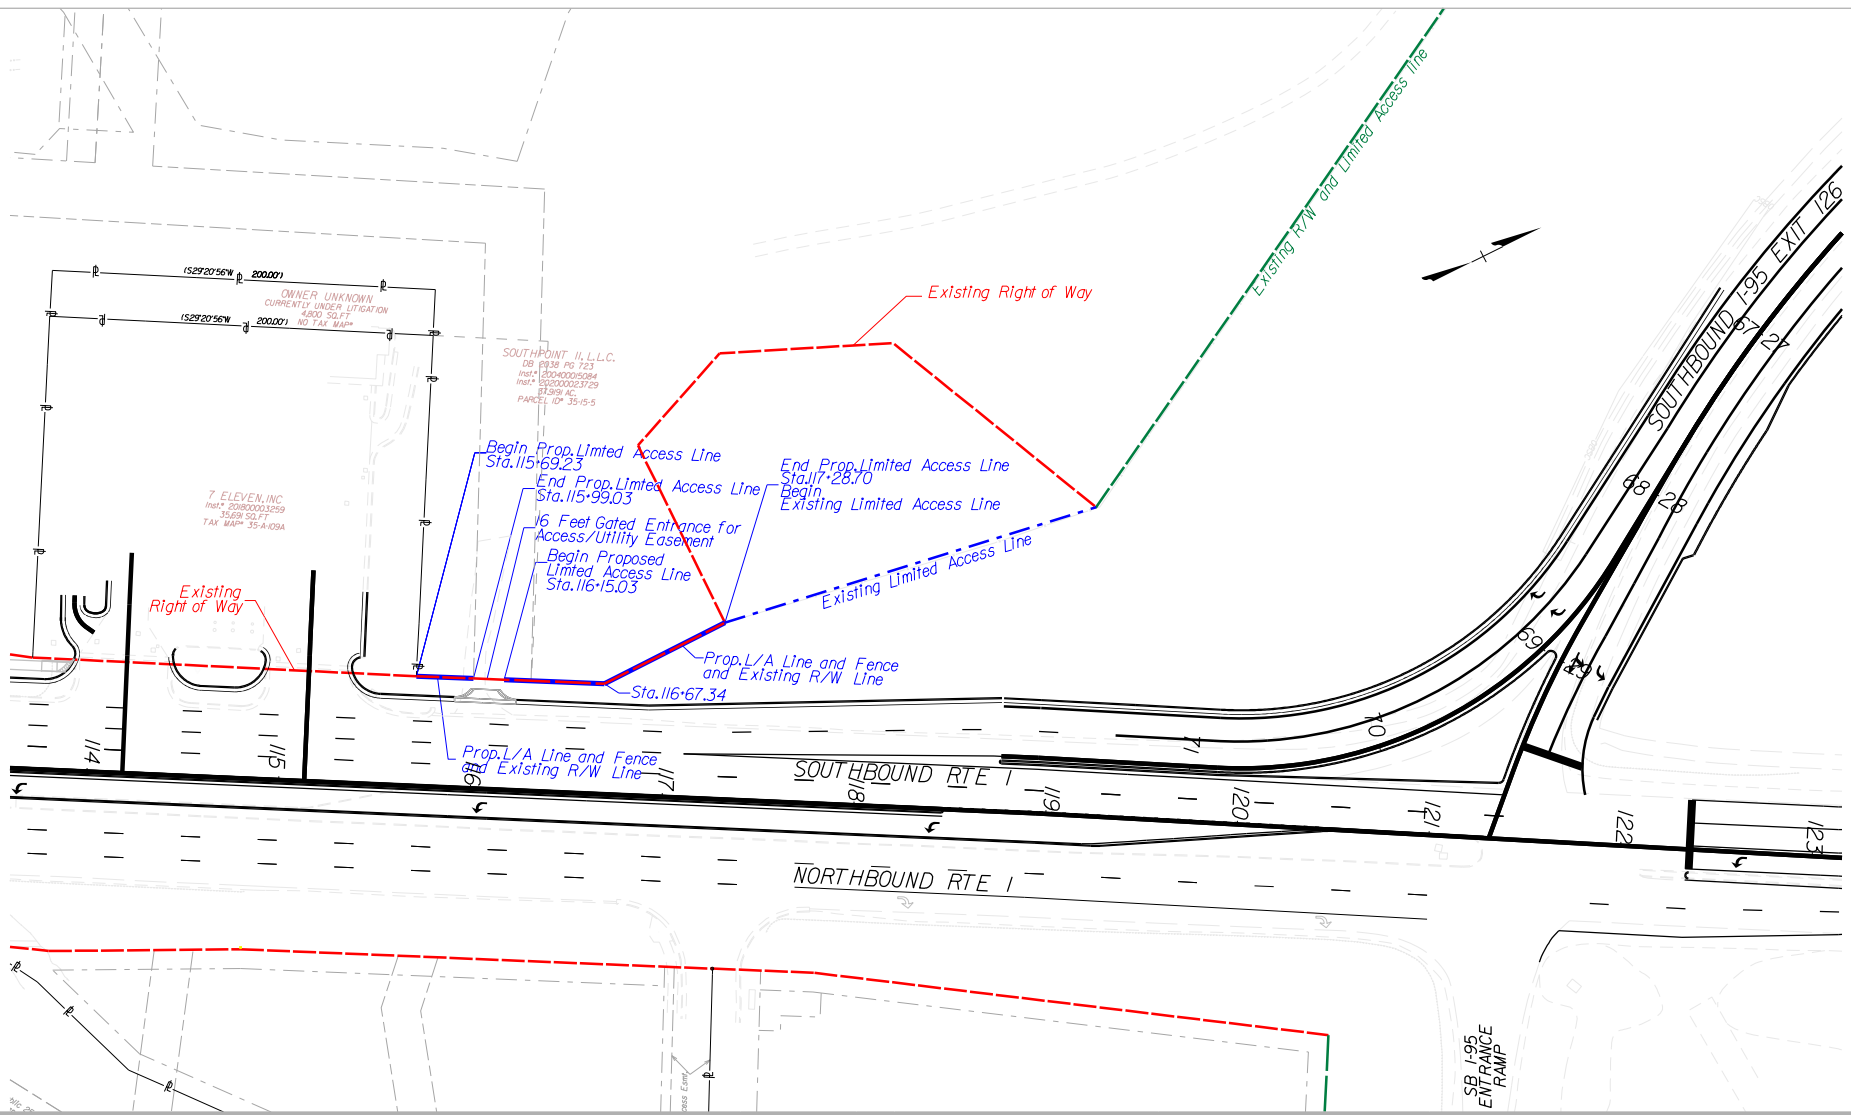 (S29°20'56"W 200.00')
OWNER UNKNOWN
CURRENTLY UNDER LITIGATION
4,800 SQ.FT
NO TAX MAP#
(S29°20'56"W 200.00')
SOUTHPOINT II, L.L.C.
DB 2038 PG 723
Inst.# 200400015084
Inst.# 202000023729
PARCEL ID# 35-15-5
7 ELEVEN, INC
Inst.# 201800003259
35,691 SQ.FT
TAX MAP# 35-A-109A
Existing Right of Way
Existing R/W and Limited Access line
Begin Prop.Limted Access Line
Sta.115+69.23
End Prop.Limted Access Line
Sta.115+99.03
16 Feet Gated Entrance for
Access/Utility Easement
Begin Proposed
Limted Access Line
Sta.116+15.03
End Prop.Limited Access Line
Sta.117+28.70
Begin
Existing Limited Access Line
Existing Limited Access Line
Existing
Right of Way
Prop.L/A Line and Fence
and Existing R/W Line
Sta.116+67.34
Prop.L/A Line and Fence
and Existing R/W Line
SOUTHBOUND I-95 EXIT 126
67
27
68
28
69
29
70
71
114
115
116
117
118
119
120
121
122
123
SOUTHBOUND RTE 1
NORTHBOUND RTE 1
SB I-95
ENTRANCE
RAMP
Esmt.